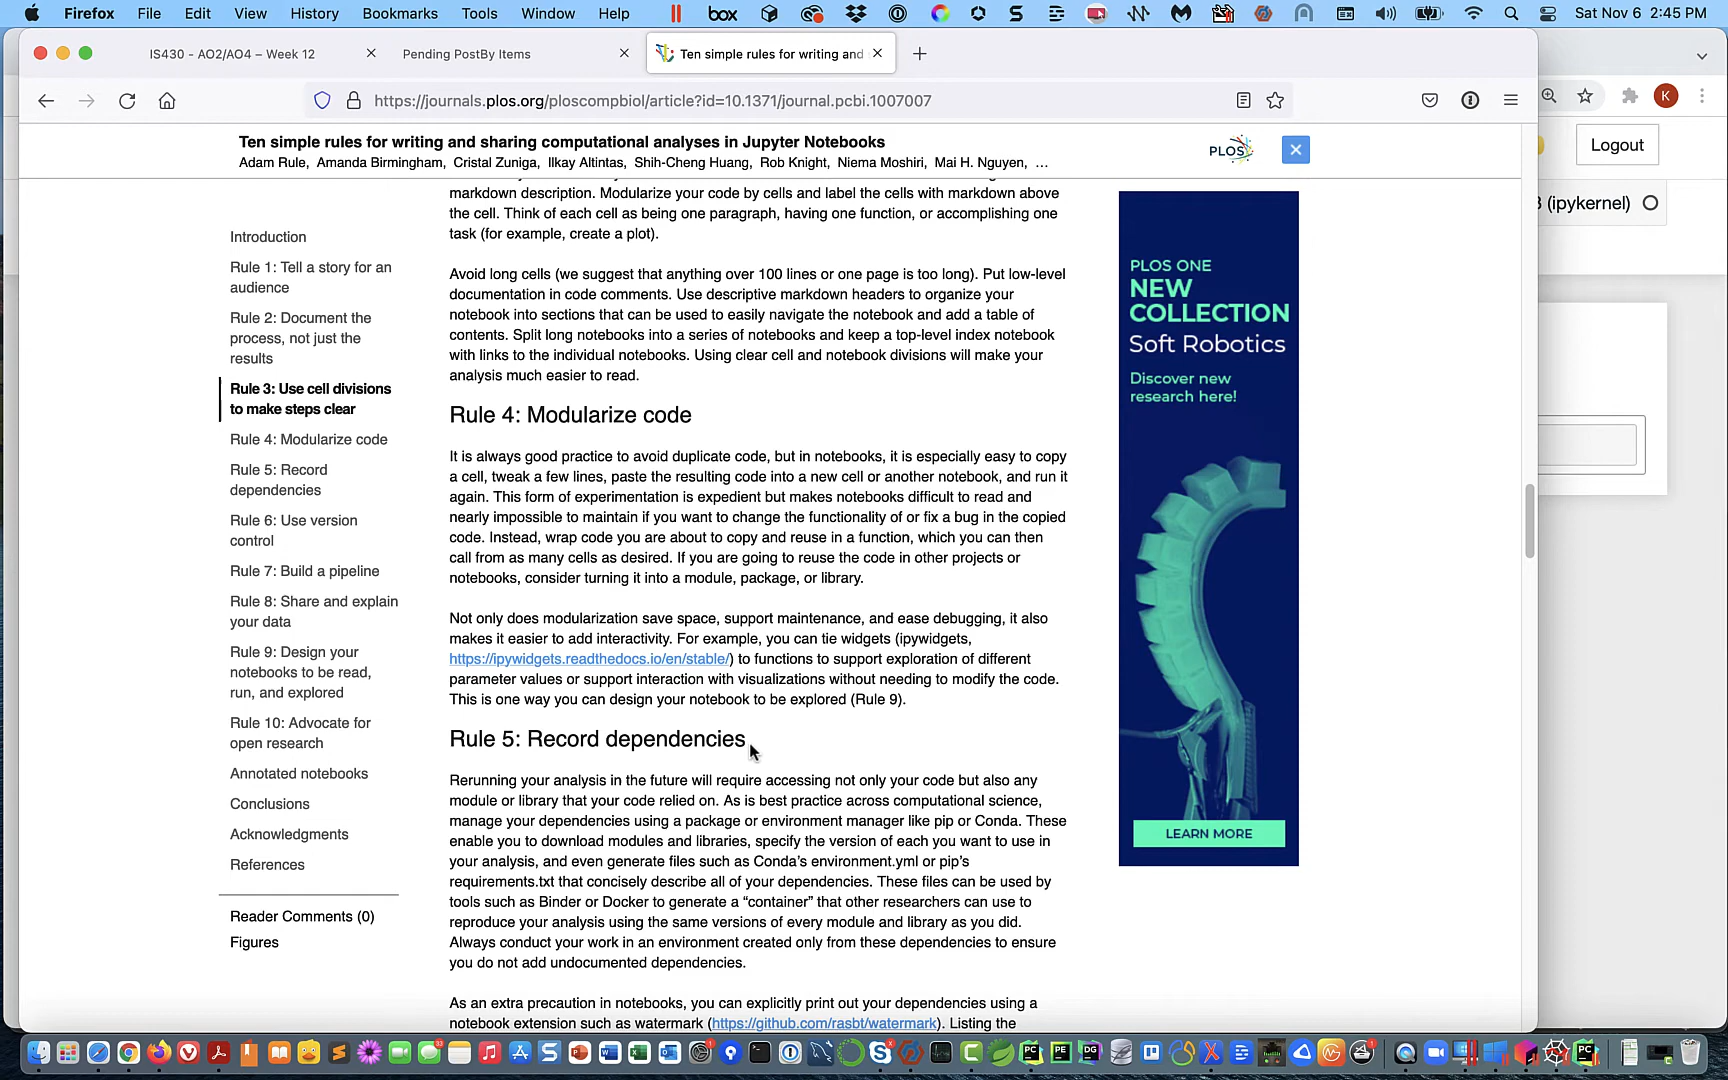 Firefox File Edit View History Bookmarks Tools Window Help box Sat Nov 6 2:45 PM
IS430 - AO2/AO4 – Week 12
Pending PostBy Items
Ten simple rules for writing and
https://journals.plos.org/ploscompbiol/article?id=10.1371/journal.pcbi.1007007
K
Logout
(ipykernel)
Ten simple rules for writing and sharing computational analyses in Jupyter Notebooks
Adam Rule, Amanda Birmingham, Cristal Zuniga, Ilkay Altintas, Shih-Cheng Huang, Rob Knight, Niema Moshiri, Mai H. Nguyen, ...
PLOS
Introduction
Rule 1: Tell a story for an
audience
Rule 2: Document the
process, not just the
results
Rule 3: Use cell divisions
to make steps clear
Rule 4: Modularize code
Rule 5: Record
dependencies
Rule 6: Use version
control
Rule 7: Build a pipeline
Rule 8: Share and explain
your data
Rule 9: Design your
notebooks to be read,
run, and explored
Rule 10: Advocate for
open research
Annotated notebooks
Conclusions
Acknowledgments
References
Reader Comments (0)
Figures
markdown description. Modularize your code by cells and label the cells with markdown above
the cell. Think of each cell as being one paragraph, having one function, or accomplishing one
task (for example, create a plot).
Avoid long cells (we suggest that anything over 100 lines or one page is too long). Put low-level
documentation in code comments. Use descriptive markdown headers to organize your
notebook into sections that can be used to easily navigate the notebook and add a table of
contents. Split long notebooks into a series of notebooks and keep a top-level index notebook
with links to the individual notebooks. Using clear cell and notebook divisions will make your
analysis much easier to read.
Rule 4: Modularize code
It is always good practice to avoid duplicate code, but in notebooks, it is especially easy to copy
a cell, tweak a few lines, paste the resulting code into a new cell or another notebook, and run it
again. This form of experimentation is expedient but makes notebooks difficult to read and
nearly impossible to maintain if you want to change the functionality of or fix a bug in the copied
code. Instead, wrap code you are about to copy and reuse in a function, which you can then
call from as many cells as desired. If you are going to reuse the code in other projects or
notebooks, consider turning it into a module, package, or library.
Not only does modularization save space, support maintenance, and ease debugging, it also
makes it easier to add interactivity. For example, you can tie widgets (ipywidgets,
https://ipywidgets.readthedocs.io/en/stable/) to functions to support exploration of different
parameter values or support interaction with visualizations without needing to modify the code.
This is one way you can design your notebook to be explored (Rule 9).
Rule 5: Record dependencies
Rerunning your analysis in the future will require accessing not only your code but also any
module or library that your code relied on. As is best practice across computational science,
manage your dependencies using a package or environment manager like pip or Conda. These
enable you to download modules and libraries, specify the version of each you want to use in
your analysis, and even generate files such as Conda's environment.yml or pip's
requirements.txt that concisely describe all of your dependencies. These files can be used by
tools such as Binder or Docker to generate a “container” that other researchers can use to
reproduce your analysis using the same versions of every module and library as you did.
Always conduct your work in an environment created only from these dependencies to ensure
you do not add undocumented dependencies.
As an extra precaution in notebooks, you can explicitly print out your dependencies using a
notebook extension such as watermark (https://github.com/rasbt/watermark). Listing the
PLOS ONE
NEW
COLLECTION
Soft Robotics
Discover new
research here!
LEARN MORE